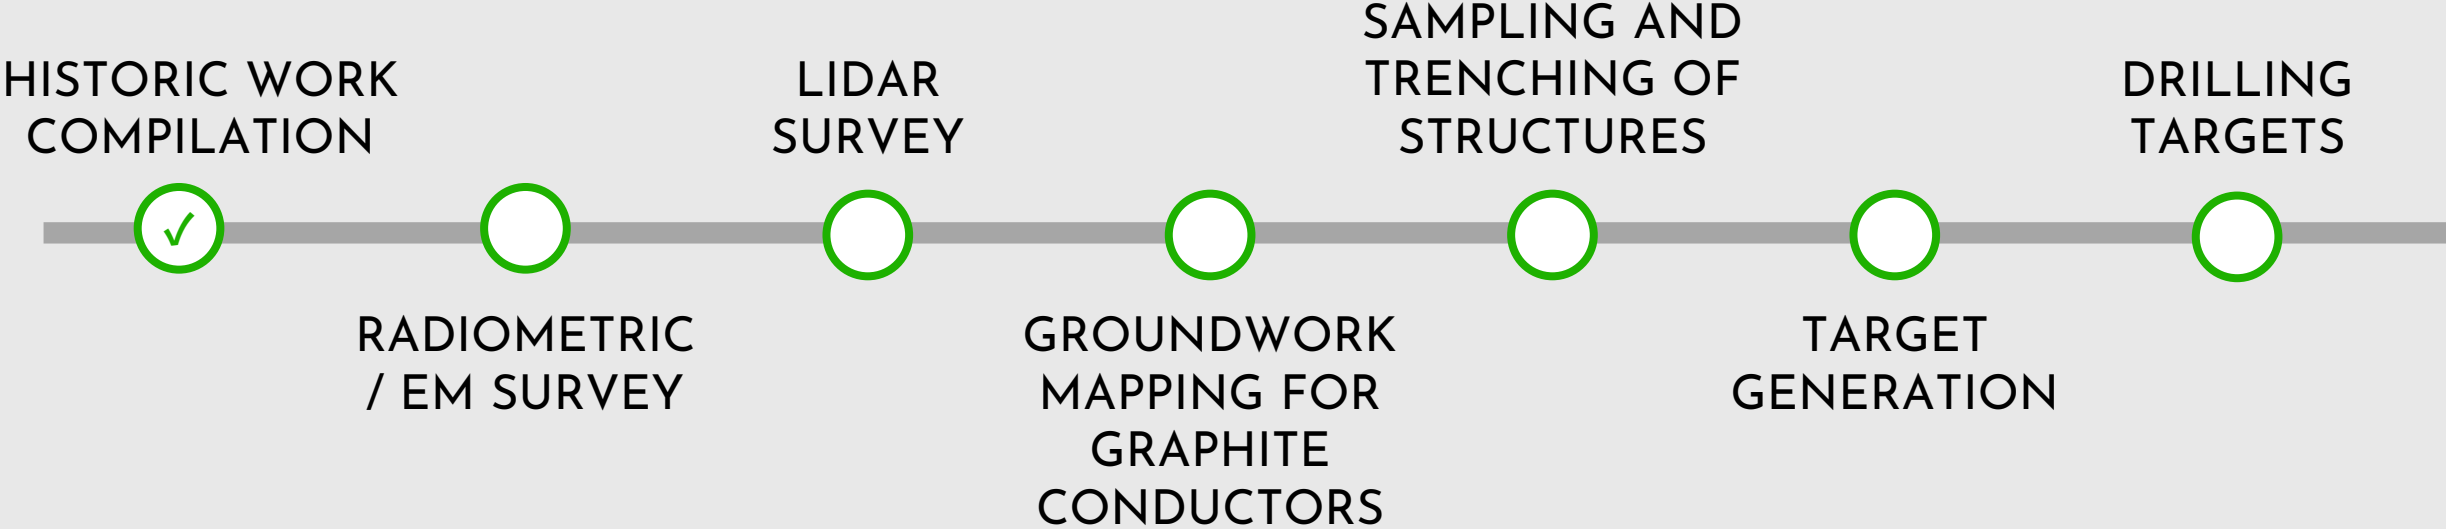 HISTORIC WORK
COMPILATION
RADIOMETRIC
/ EM SURVEY
LIDAR
SURVEY
GROUNDWORK
MAPPING FOR
GRAPHITE
CONDUCTORS
SAMPLING AND
TRENCHING OF
STRUCTURES
TARGET
GENERATION
DRILLING
TARGETS